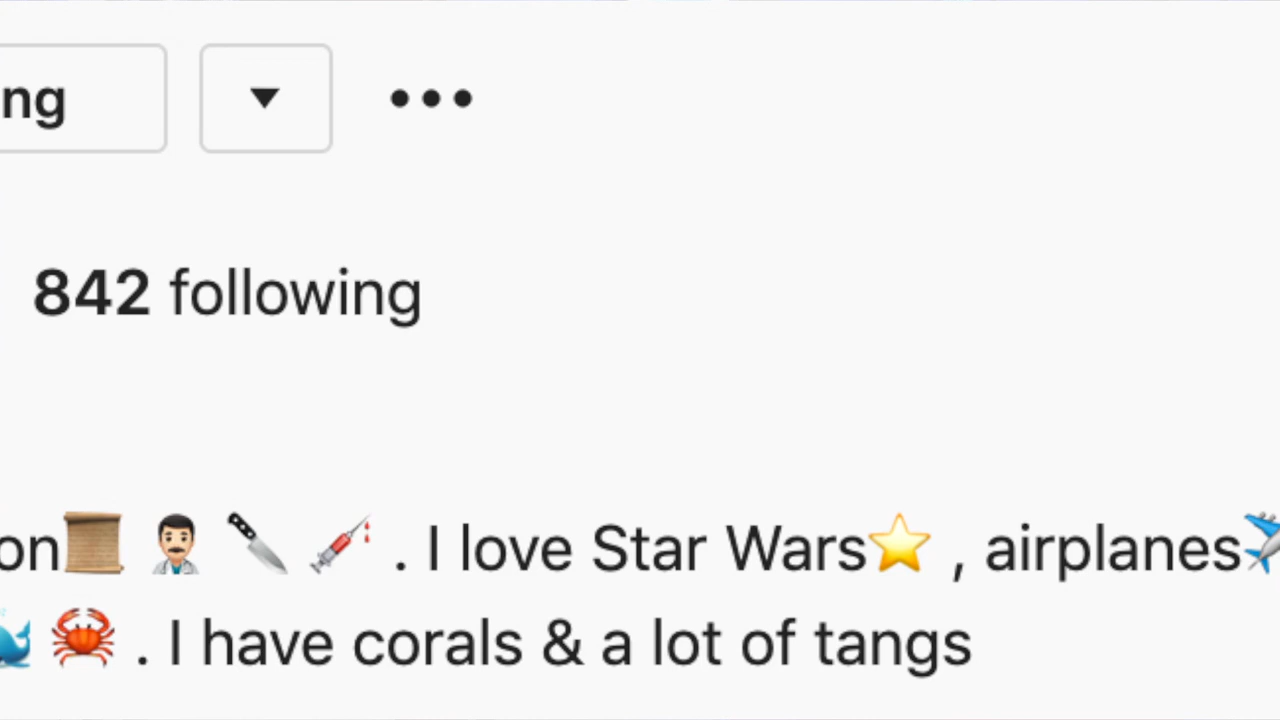 ng
842 following
on📜 👨🏻‍⚕️ 🔪 💉 . I love Star Wars⭐ , airplanes✈️
🐳 🦀 . I have corals & a lot of tangs